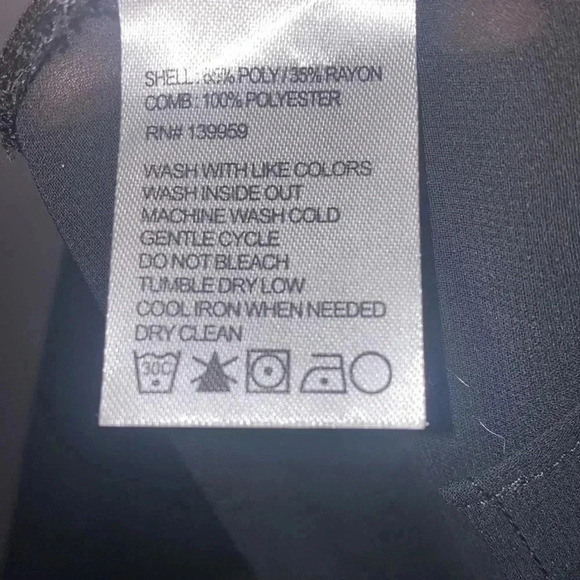 SHELL: 65% POLY / 35% RAYON
COMB: 100% POLYESTER
RN# 139959
WASH WITH LIKE COLORS
WASH INSIDE OUT
MACHINE WASH COLD
GENTLE CYCLE
DO NOT BLEACH
TUMBLE DRY LOW
COOL IRON WHEN NEEDED
DRY CLEAN
30C